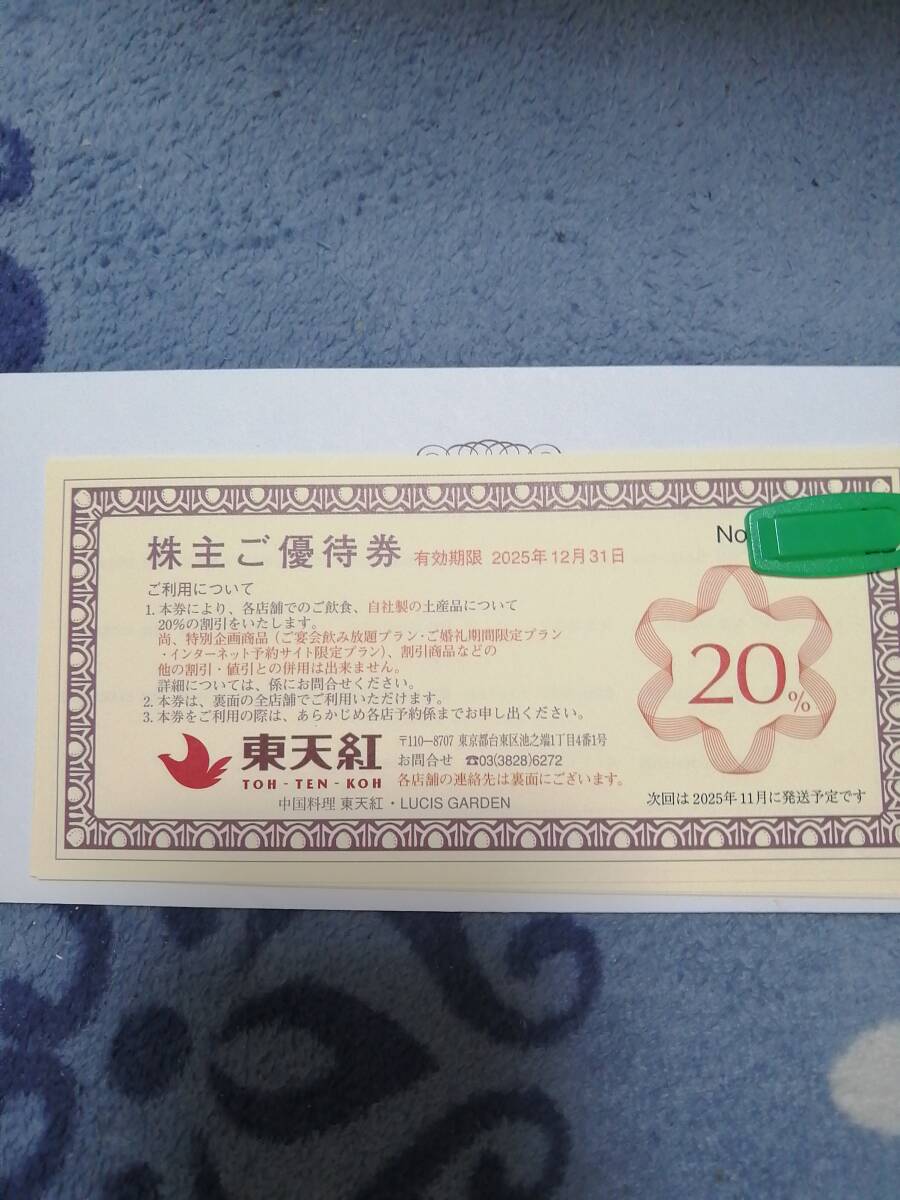 No
株主ご優待券 有効期限 2025年12月31日
ご利用について
1. 本券により、各店舗でのご飲食、自社製の土産品について
20%の割引をいたします。
尚、特別企画商品（ご宴会飲み放題プラン・ご婚礼期間限定プラン
・インターネット予約サイト限定プラン）、割引商品などの
他の割引・値引との併用は出来ません。
詳細については、係にお問合せください。
2. 本券は、裏面の全店舗でご利用いただけます。
3. 本券をご利用の際は、あらかじめ各店予約係までお申し出ください。
20%
東天紅
TOH-TEN-KOH
〒110-8707 東京都台東区池之端1丁目4番1号
お問合せ ☎03(3828)6272
各店舗の連絡先は裏面にございます。
中国料理 東天紅・LUCIS GARDEN
次回は2025年11月に発送予定です